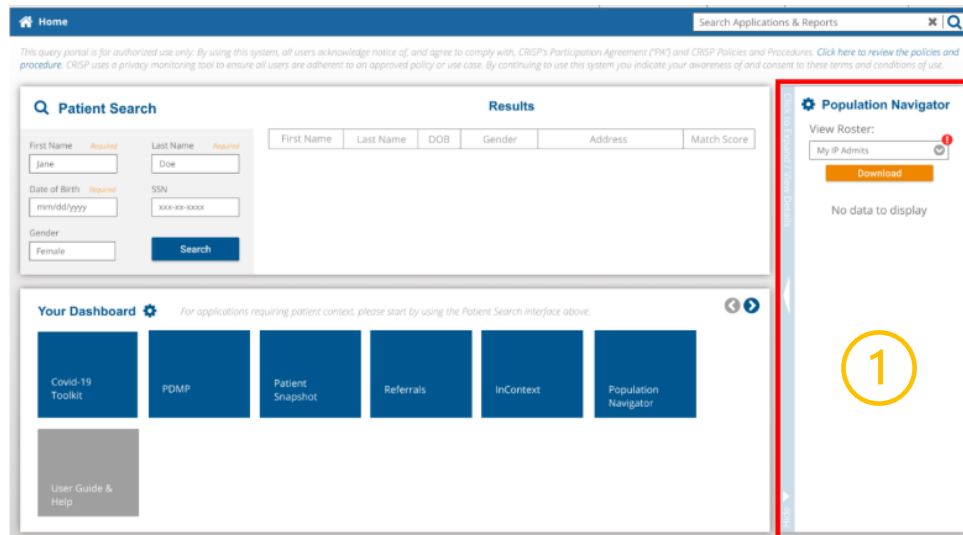 Home
Search Applications & Reports
This query portal is for authorized use only. By using this system, all users acknowledge notice of, and agree to comply with, CRISP's Participation Agreement ("PA") and CRISP Policies and Procedures. Click here to review the policies and
procedure. CRISP uses a privacy monitoring tool to ensure all users are adherent to an approved policy or use case. By continuing to use this system you indicate your awareness of and consent to these terms and conditions of use.
Patient Search
First Name Required Last Name Required
Jane Doe
Date of Birth Required SSN
mm/dd/yyyy xxx-xx-xxxx
Gender
Female Search
Results
First Name Last Name DOB Gender Address Match Score
Your Dashboard For applications requiring patient context, please start by using the Patient Search interface above.
Covid-19
Toolkit
PDMP
Patient
Snapshot
Referrals
InContext
Population
Navigator
User Guide &
Help
Click to Expand / View Details
Hide
Population Navigator
View Roster:
My IP Admits
Download
No data to display
1